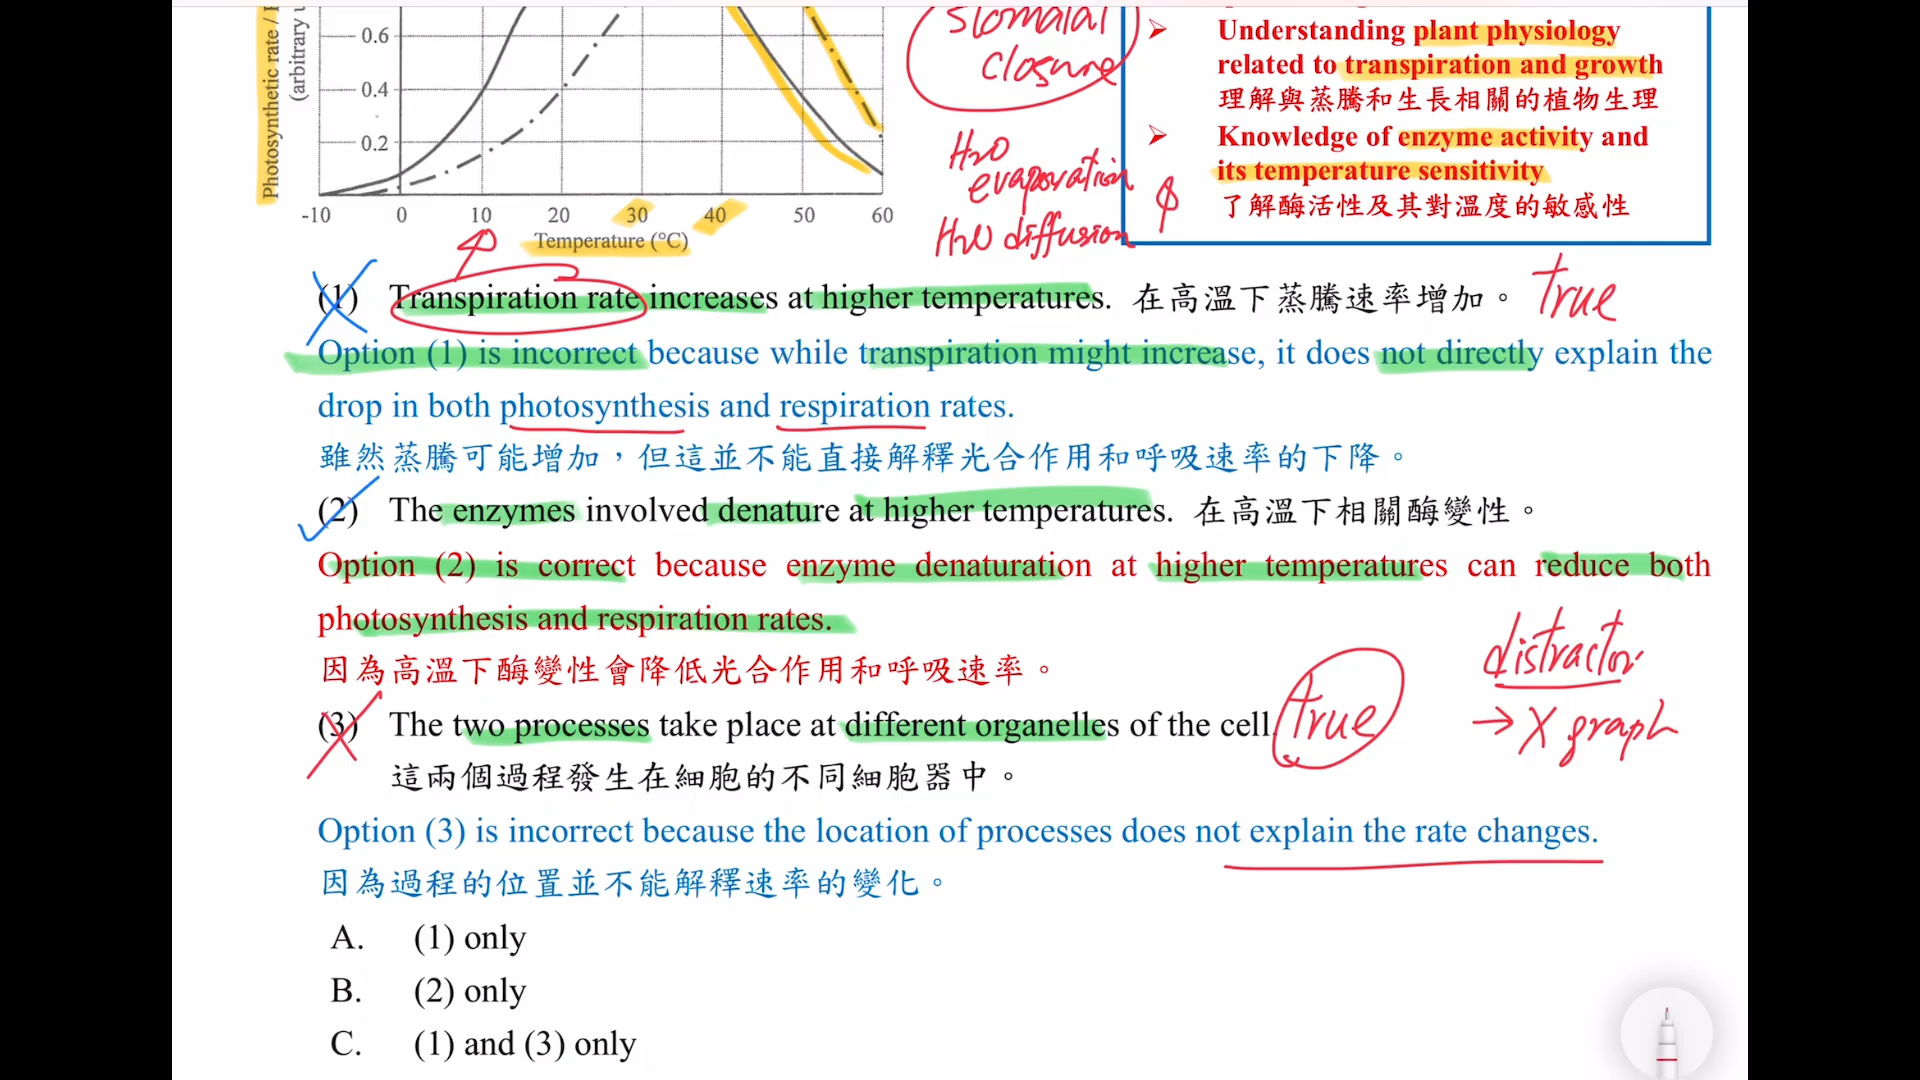 Photosynthetic rate /
(arbitrary u
0.6
0.4
0.2
-10 0 10 20 30 40 50 60
Temperature (°C)
stomatal
closure
H2O
evaporation
H2O diffusion
➢ Understanding plant physiology
related to transpiration and growth
理解與蒸騰和生長相關的植物生理
➢ Knowledge of enzyme activity and
its temperature sensitivity
了解酶活性及其對溫度的敏感性
(1) Transpiration rate increases at higher temperatures. 在高溫下蒸騰速率增加。 True
Option (1) is incorrect because while transpiration might increase, it does not directly explain the
drop in both photosynthesis and respiration rates.
雖然蒸騰可能增加，但這並不能直接解釋光合作用和呼吸速率的下降。
(2) The enzymes involved denature at higher temperatures. 在高溫下相關酶變性。
Option (2) is correct because enzyme denaturation at higher temperatures can reduce both
photosynthesis and respiration rates.
因為高溫下酶變性會降低光合作用和呼吸速率。
(3) The two processes take place at different organelles of the cell. True
這兩個過程發生在細胞的不同細胞器中。
distractor
→ X graph
Option (3) is incorrect because the location of processes does not explain the rate changes.
因為過程的位置並不能解釋速率的變化。
A. (1) only
B. (2) only
C. (1) and (3) only